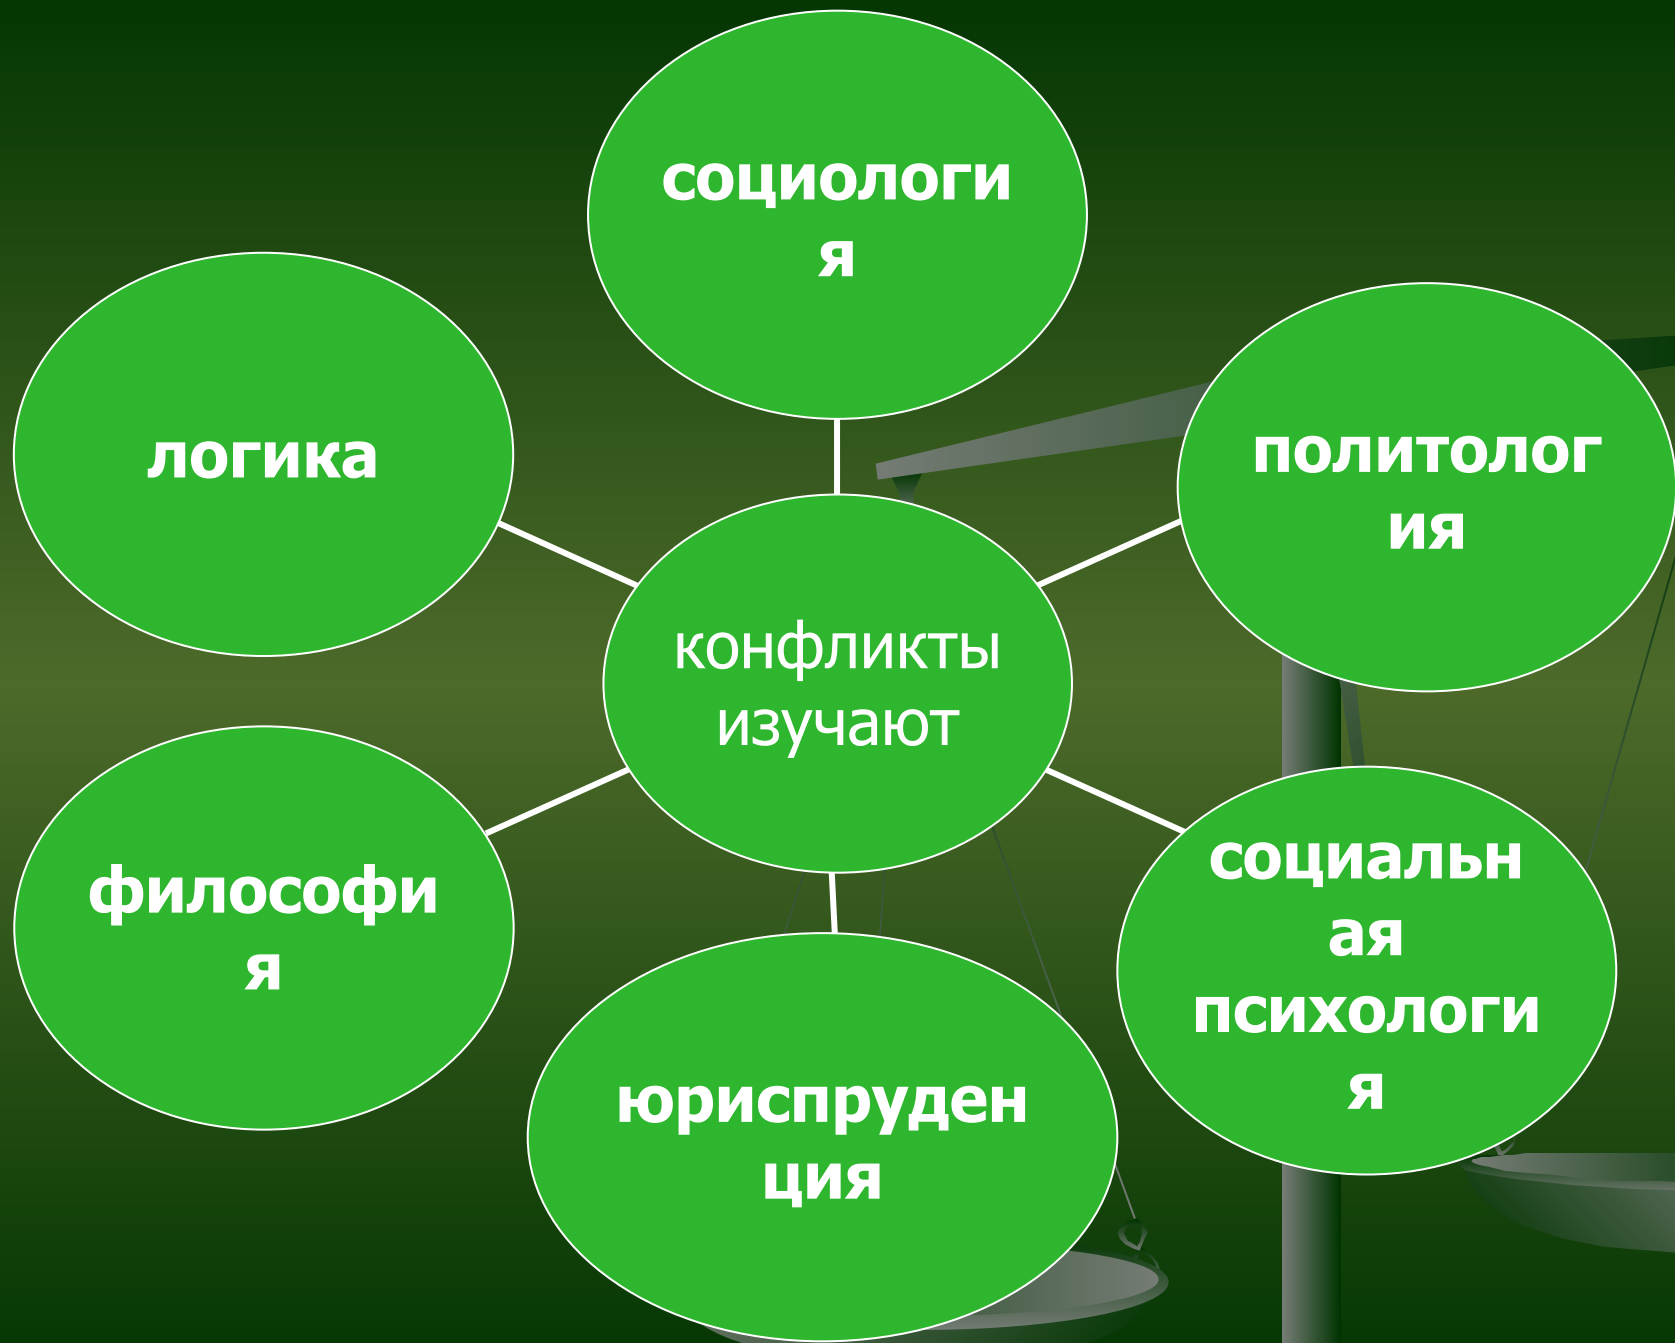 социологи
я
логика
политолог
ия
конфликты
изучают
философи
я
социальн
ая
психологи
я
юриспруден
ция